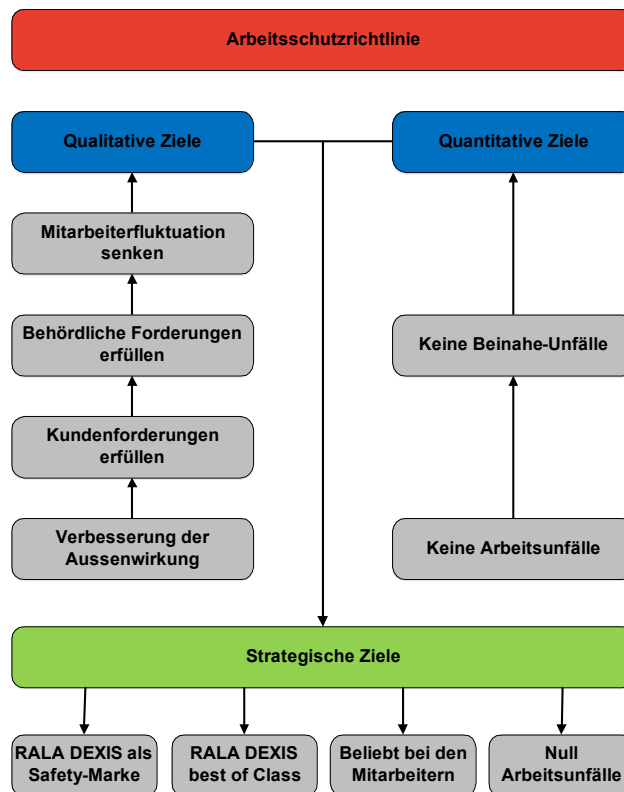 Arbeitsschutzrichtlinie
Qualitative Ziele
Quantitative Ziele
Mitarbeiterfluktuation
senken
Behördliche Forderungen
erfüllen
Keine Beinahe-Unfälle
Kundenforderungen
erfüllen
Verbesserung der
Aussenwirkung
Keine Arbeitsunfälle
Strategische Ziele
RALA DEXIS als
Safety-Marke
RALA DEXIS
best of Class
Beliebt bei den
Mitarbeitern
Null
Arbeitsunfälle